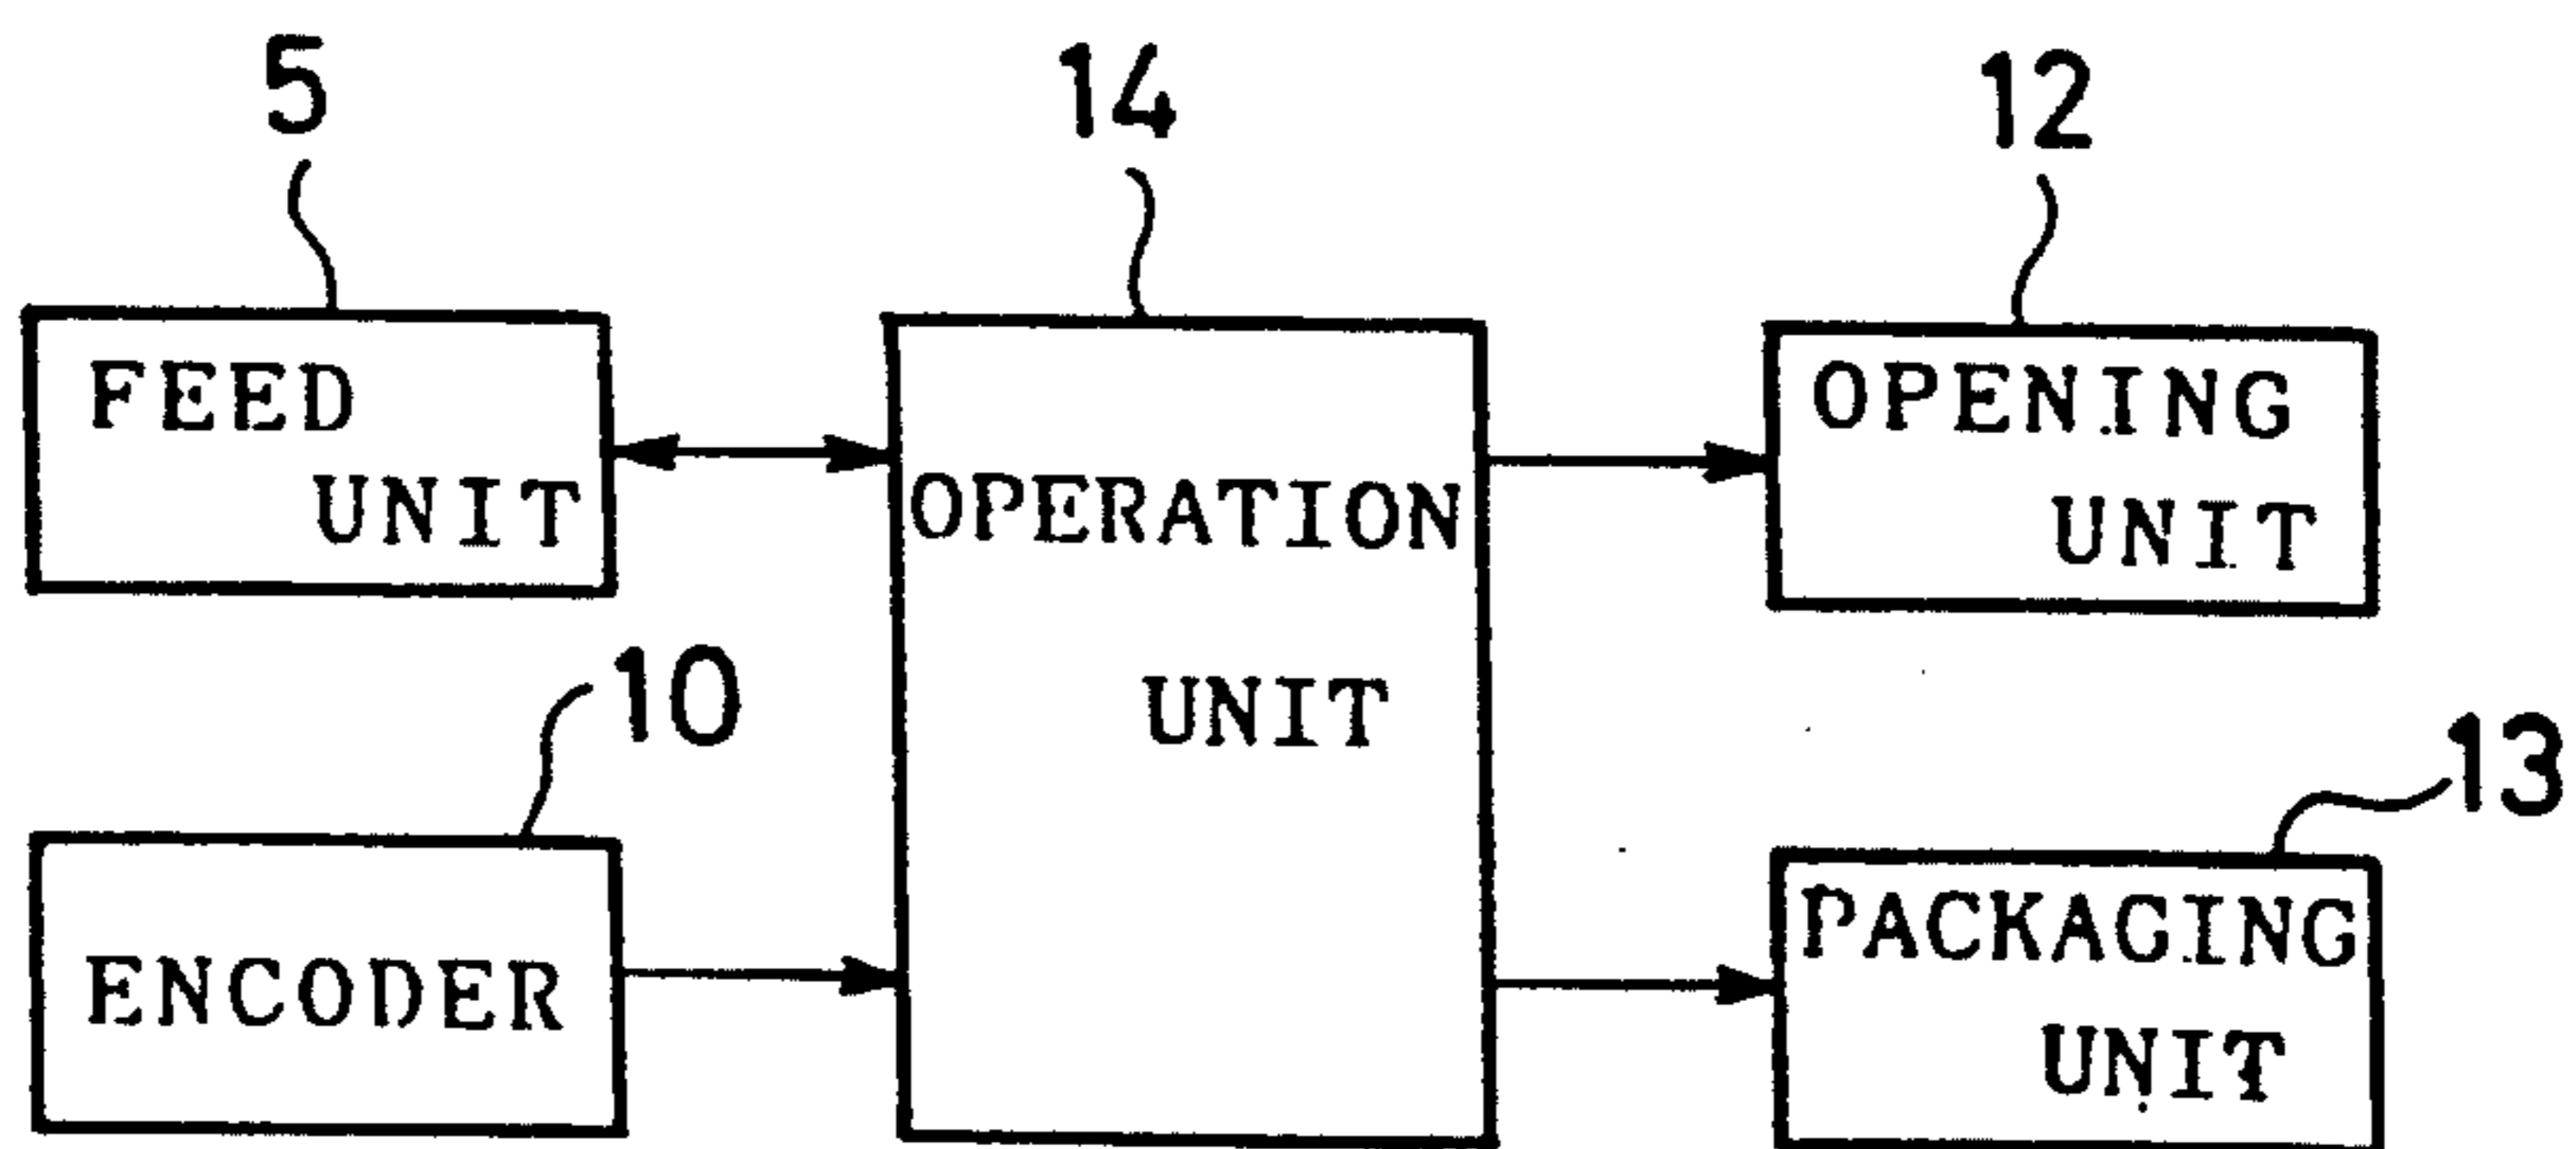 5
14
12
FEED
UNIT
OPERATION
UNIT
OPENING
UNIT
10
ENCODER
13
PACKAGING
UNIT